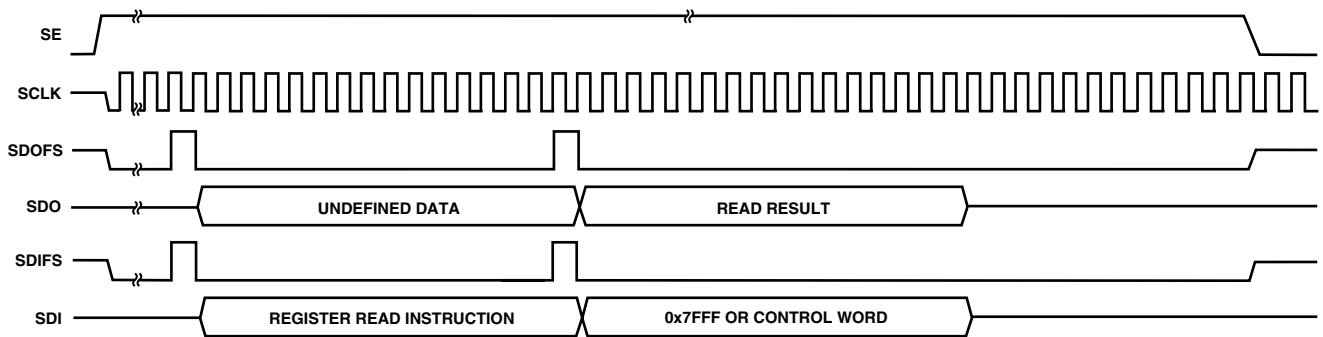 SE
SCLK
SDOFS
SDO
UNDEFINED DATA
READ RESULT
SDIFS
SDI
REGISTER READ INSTRUCTION
0x7FFF OR CONTROL WORD